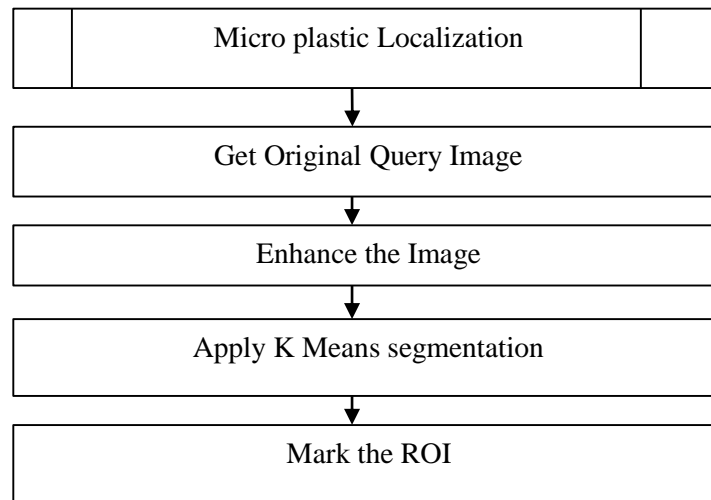 Micro plastic Localization
Get Original Query Image
Enhance the Image
Apply K Means segmentation
Mark the ROI